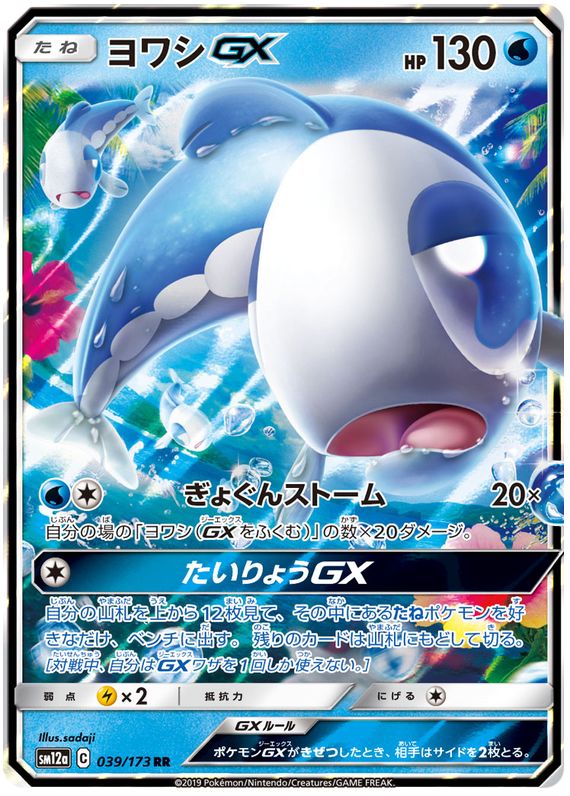 たね ヨワシGX HP 130
ぎょぐんストーム 20×
自分の場の「ヨワシ(GXをふくむ)」の数×20ダメージ。
たいりょうGX
自分の山札を上から12枚見て、その中にあるたねポケモンを好
きなだけ、ベンチに出す。残りのカードは山札にもどして切る。
[対戦中、自分はGXワザを1回しか使えない。]
弱点 ×2 抵抗力 にげる
Illus.sadaji
GXルール
ポケモンGXがきぜつしたとき、相手はサイドを2枚とる。
sm12a C 039/173 RR
©2019 Pokémon/Nintendo/Creatures/GAME FREAK.